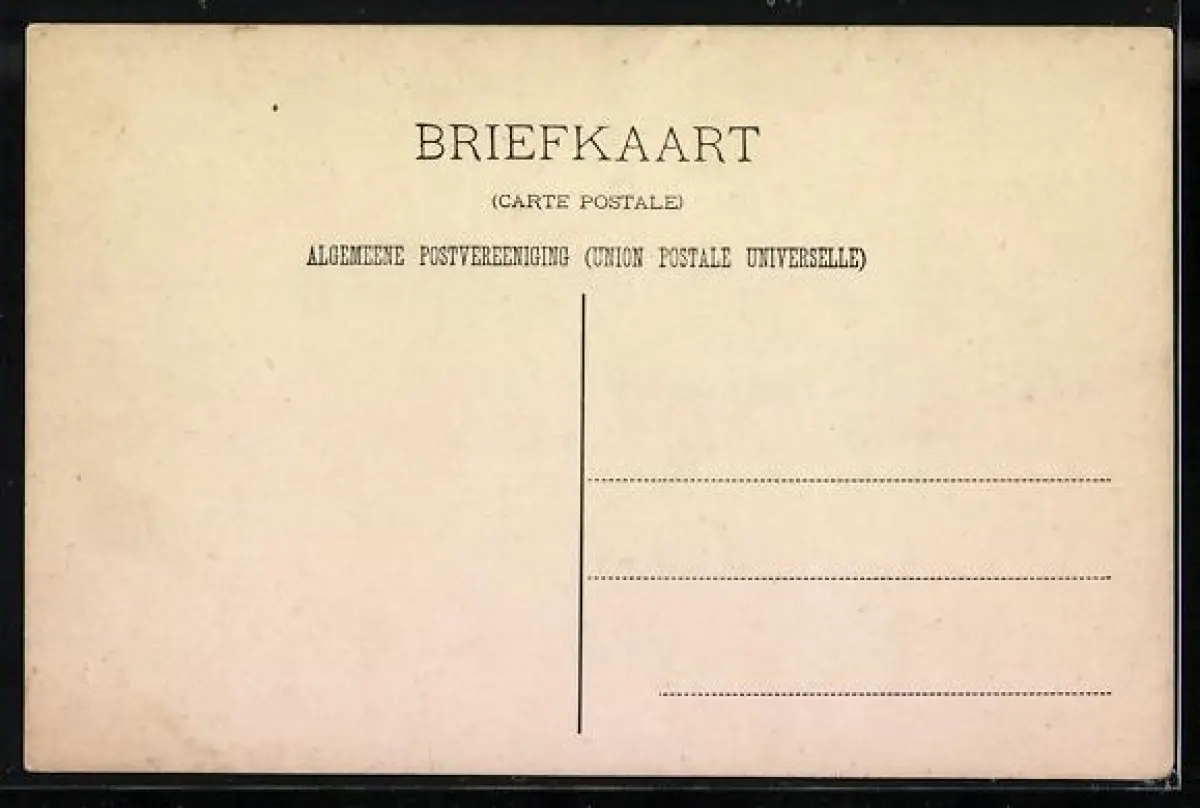 BRIEFKAART
(CARTE POSTALE)
ALGEMEENE POSTVEREENIGING (UNION POSTALE UNIVERSELLE)